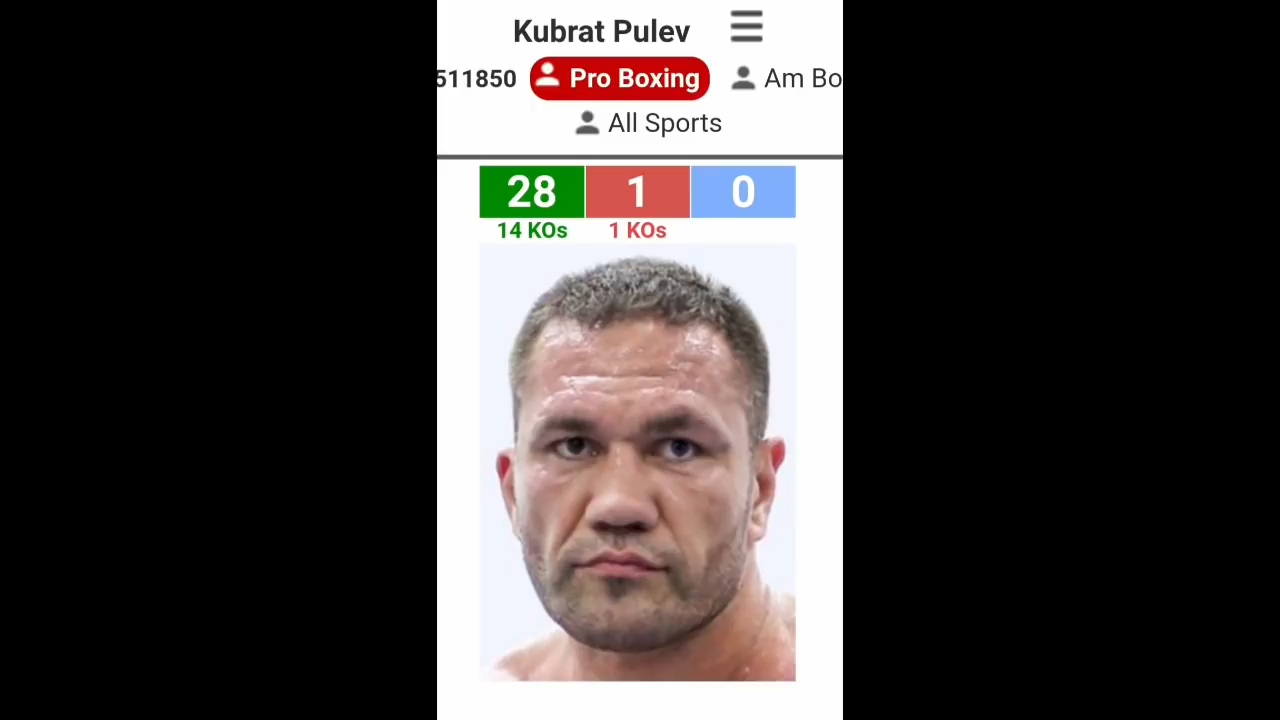 Kubrat Pulev
511850 Pro Boxing Am Bo
All Sports
28 1 0
14 KOs 1 KOs